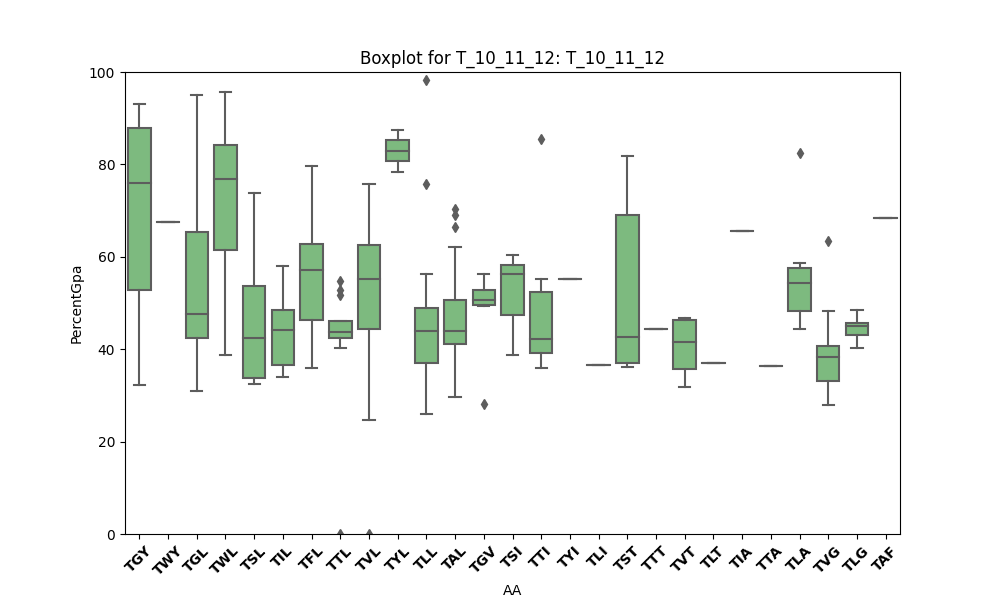 Boxplot for T_10_11_12: T_10_11_12
PercentGpa
100
80
60
40
20
0
TGY TWY TGL TWL TSL TIL TFL TTL TVL TYL TLL TAL TGV TSI TTI TYI TLI TST TTT TVT TLT TIA TTA TLA TVG TLG TAF
AA